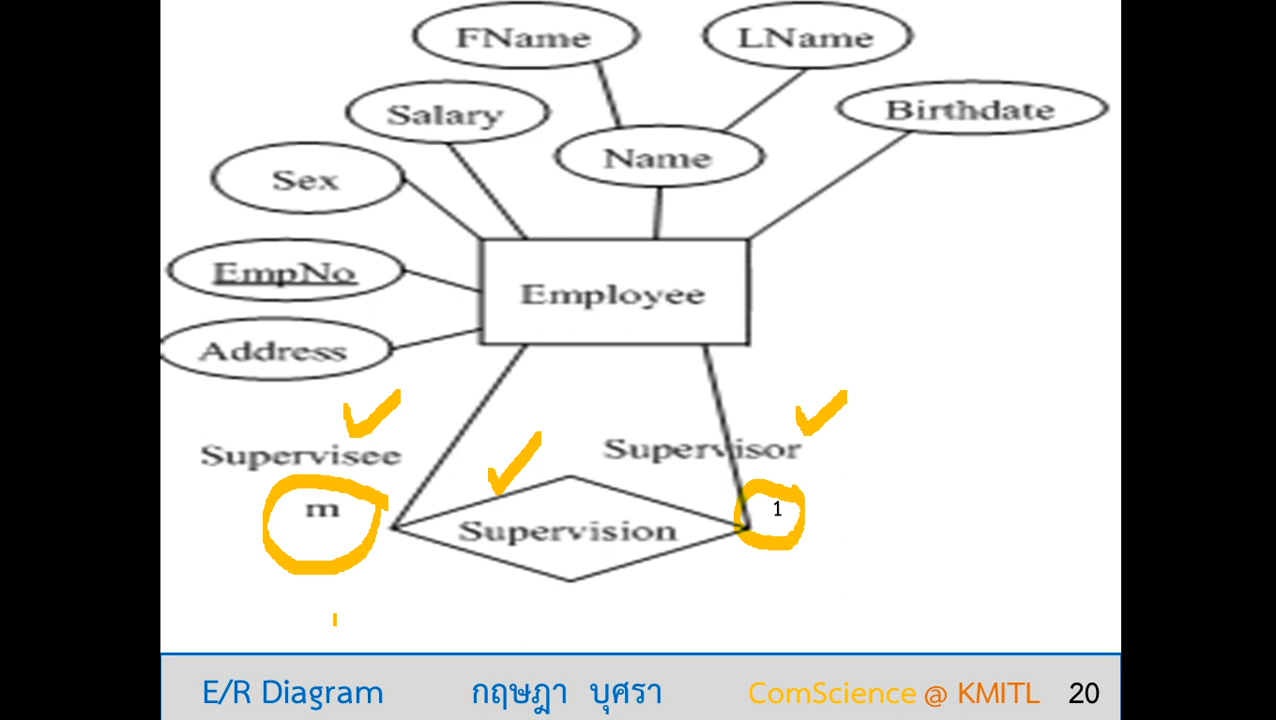 FName LName
Salary Birthdate
Name
Sex
EmpNo
Employee
Address
Supervisee Supervisor
m 1
Supervision
E/R Diagram กฤษฎา บุศรา ComScience @ KMITL 20